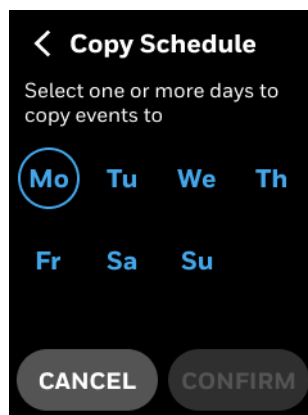 Copy Schedule
Select one or more days to
copy events to
Mo Tu We Th
Fr Sa Su
CANCEL CONFIRM